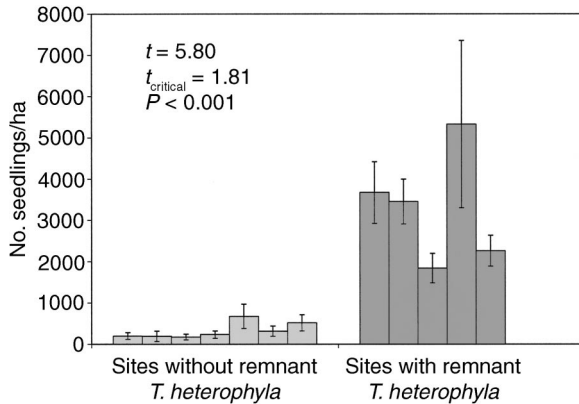 8000
7000
6000
5000
4000
3000
2000
1000
0
No. seedlings/ha
t = 5.80
tcritical = 1.81
P < 0.001
Sites without remnant
T. heterophyla
Sites with remnant
T. heterophyla